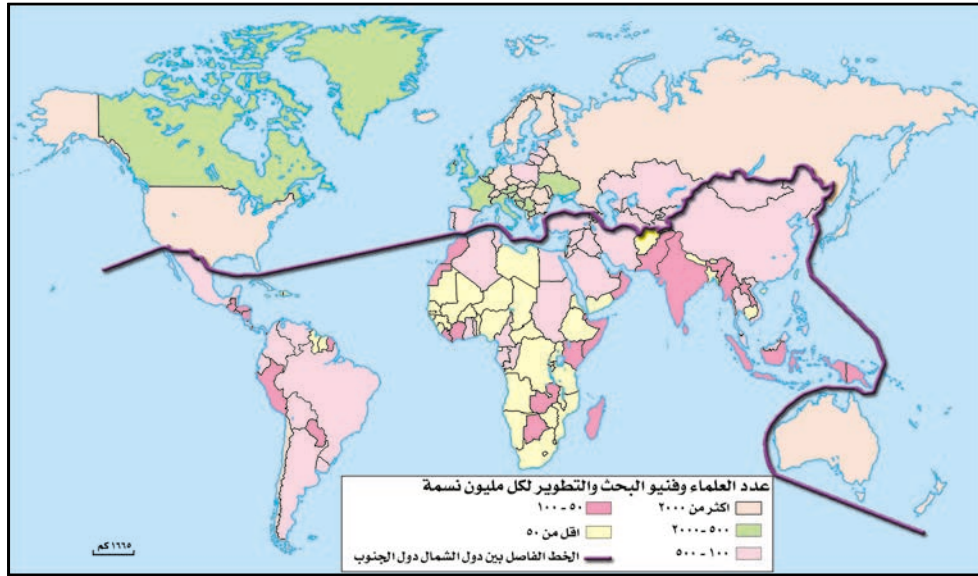 عدد العلماء وفنيو البحث والتطوير لكل مليون نسمة
اكثر من ٢٠٠٠
٥٠ - ١٠٠
٥٠٠ - ٢٠٠٠
اقل من ٥٠
١٠٠ - ٥٠٠
الخط الفاصل بين دول الشمال دول الجنوب
١٦٦٥ كم